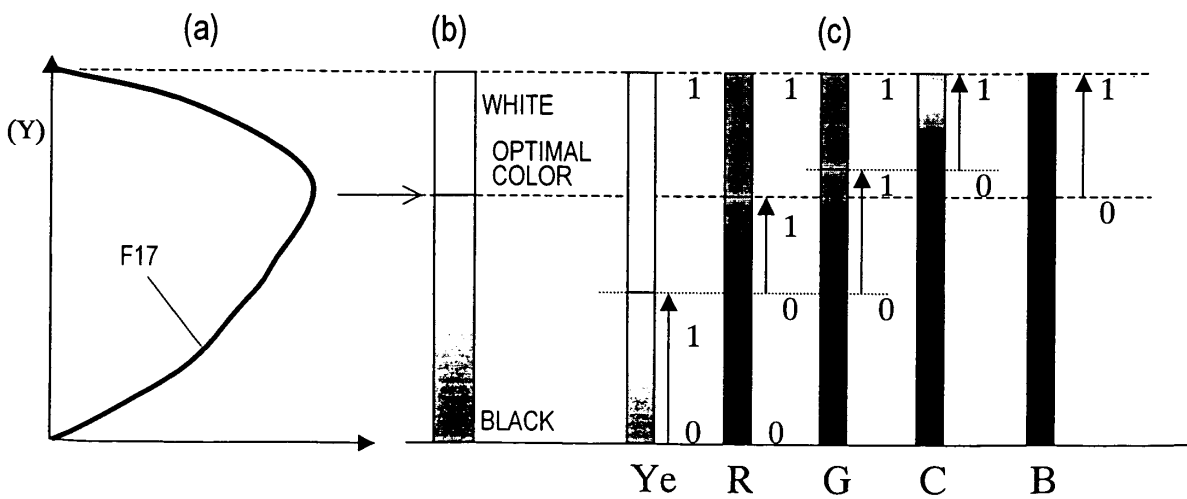 (a) (b) (c)
(Y)
WHITE
1 1 1 1 1
OPTIMAL
COLOR
1 0
1 0
F17
1
0 0
BLACK
0 0
Ye R G C B